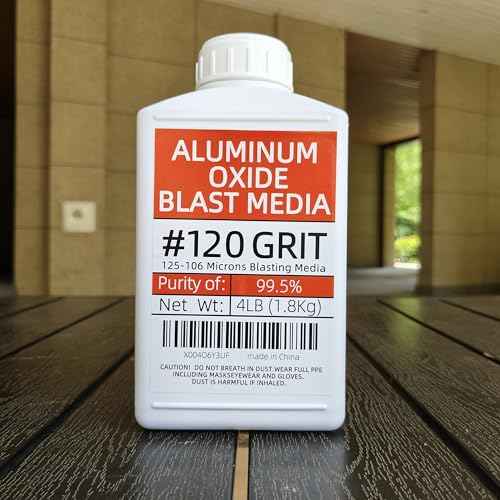 ALUMINUM
OXIDE
BLAST MEDIA
#120 GRIT
125-106 Microns Blasting Media
Purity of: 99.5%
Net Wt: 4LB (1.8Kg)
X004O6Y3UF made in China
CAUTION! DO NOT BREATH IN DUST.WEAR FULL PPE
INCLUDING MASKSEYEWEAR AND GLOVES.
DUST IS HARMFUL IF INHALED.